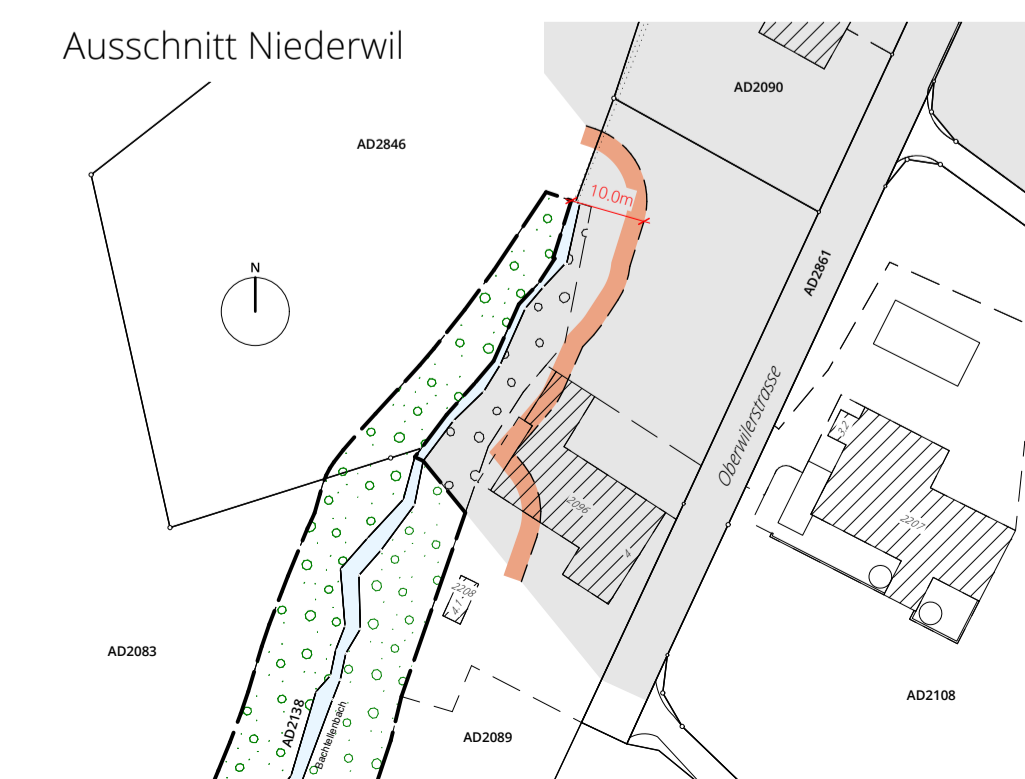 Ausschnitt Niederwil
AD2090
AD2846
10.0m
N
AD2861
Oberwilerstrasse
3.2
2096
2207
4
2208
4.1
AD2083
AD2108
AD2138
Bachtellenbach
AD2089